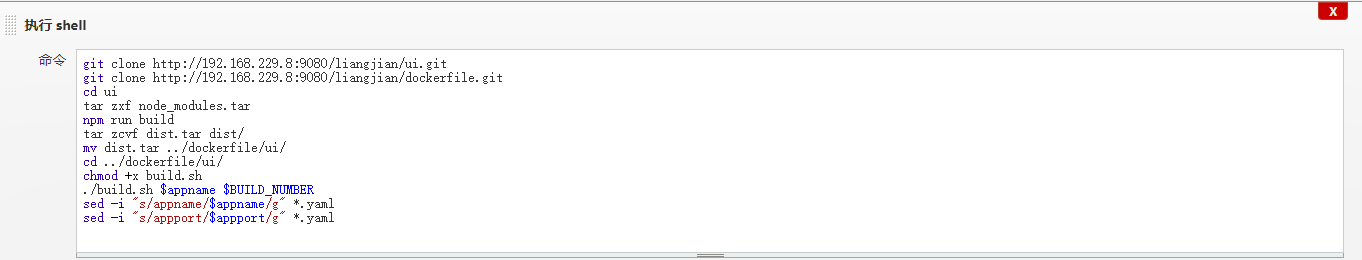 执行 shell
X
命令
git clone http://192.168.229.8:9080/liangjian/ui.git
git clone http://192.168.229.8:9080/liangjian/dockerfile.git
cd ui
tar zxf node_modules.tar
npm run build
tar zcvf dist.tar dist/
mv dist.tar ../dockerfile/ui/
cd ../dockerfile/ui/
chmod +x build.sh
./build.sh $appname $BUILD_NUMBER
sed -i "s/appname/$appname/g" *.yaml
sed -i "s/appport/$appport/g" *.yaml